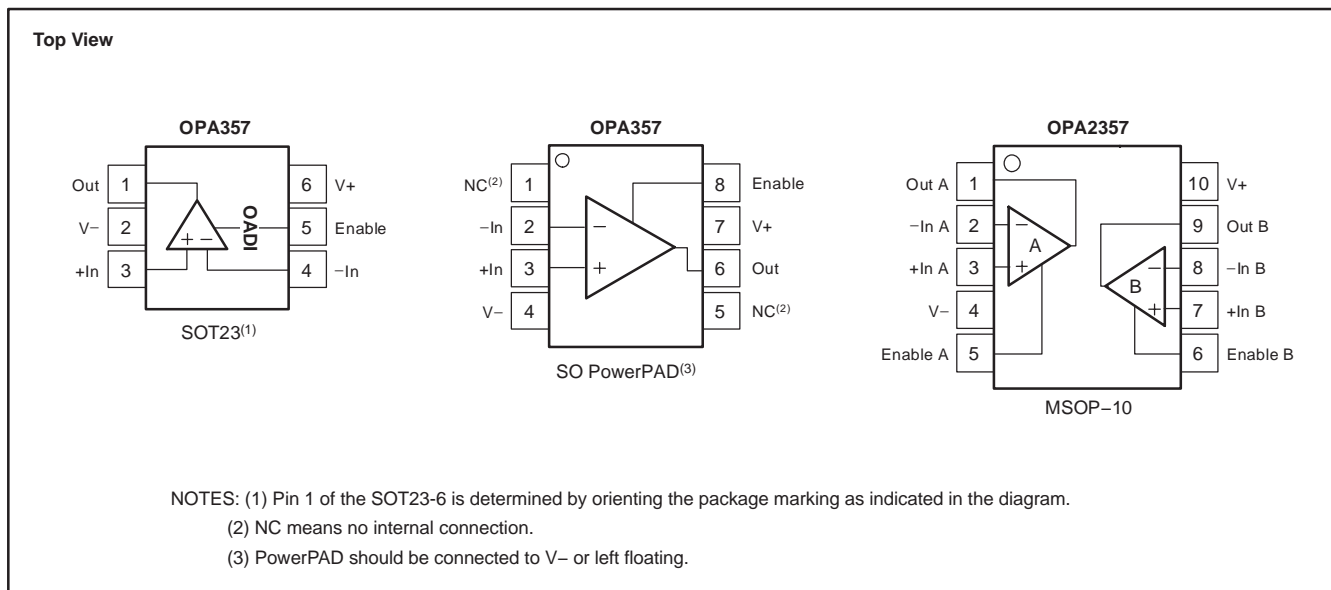 Top View
OPA357
Out 1
V− 2
+In 3
6 V+
5 Enable
4 −In
+ −
OADI
SOT23(1)
OPA357
NC(2) 1
−In 2
+In 3
V− 4
8 Enable
7 V+
6 Out
5 NC(2)
−
+
SO PowerPAD(3)
OPA2357
Out A 1
−In A 2
+In A 3
V− 4
Enable A 5
10 V+
9 Out B
8 −In B
7 +In B
6 Enable B
−
A
+
−
B
+
MSOP−10
NOTES: (1) Pin 1 of the SOT23-6 is determined by orienting the package marking as indicated in the diagram.
(2) NC means no internal connection.
(3) PowerPAD should be connected to V− or left floating.